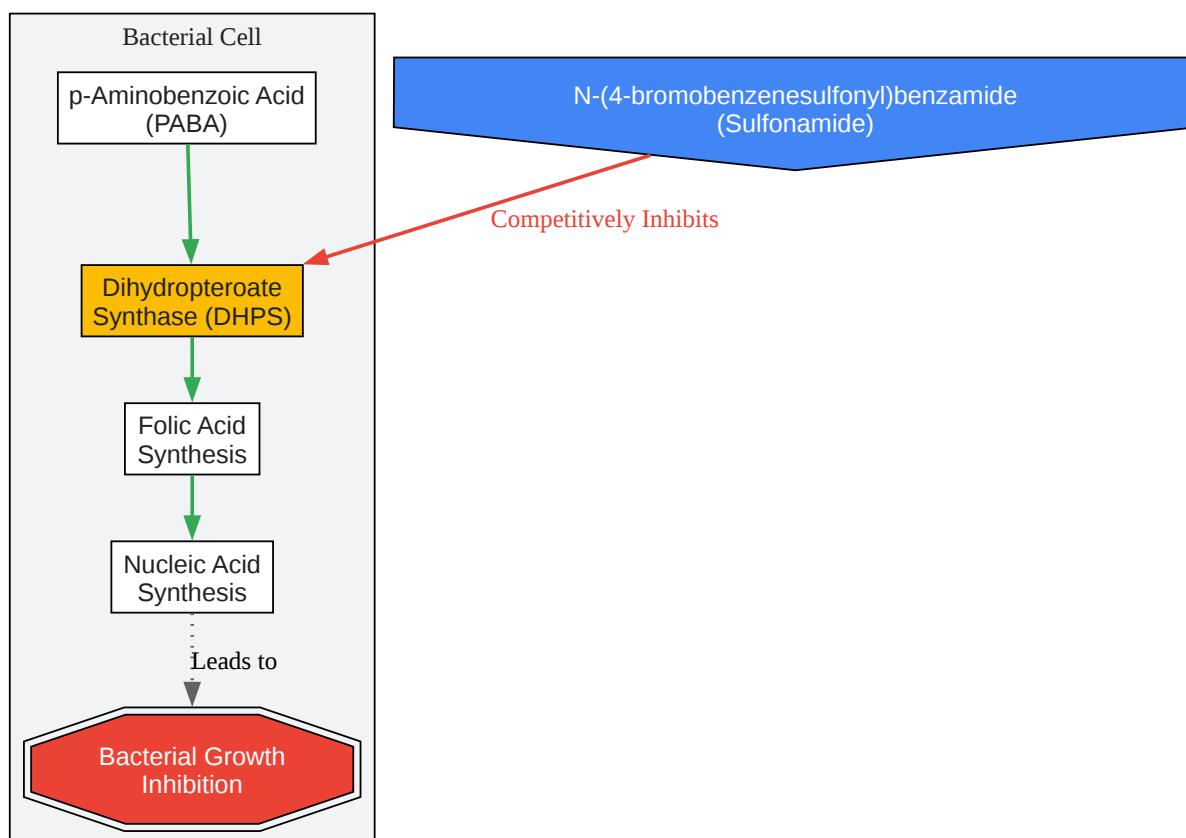 Bacterial Cell
p-Aminobenzoic Acid
(PABA)
N-(4-bromobenzenesulfonyl)benzamide
(Sulfonamide)
Competitively Inhibits
Dihydropteroate
Synthase (DHPS)
Folic Acid
Synthesis
Nucleic Acid
Synthesis
Leads to
Bacterial Growth
Inhibition